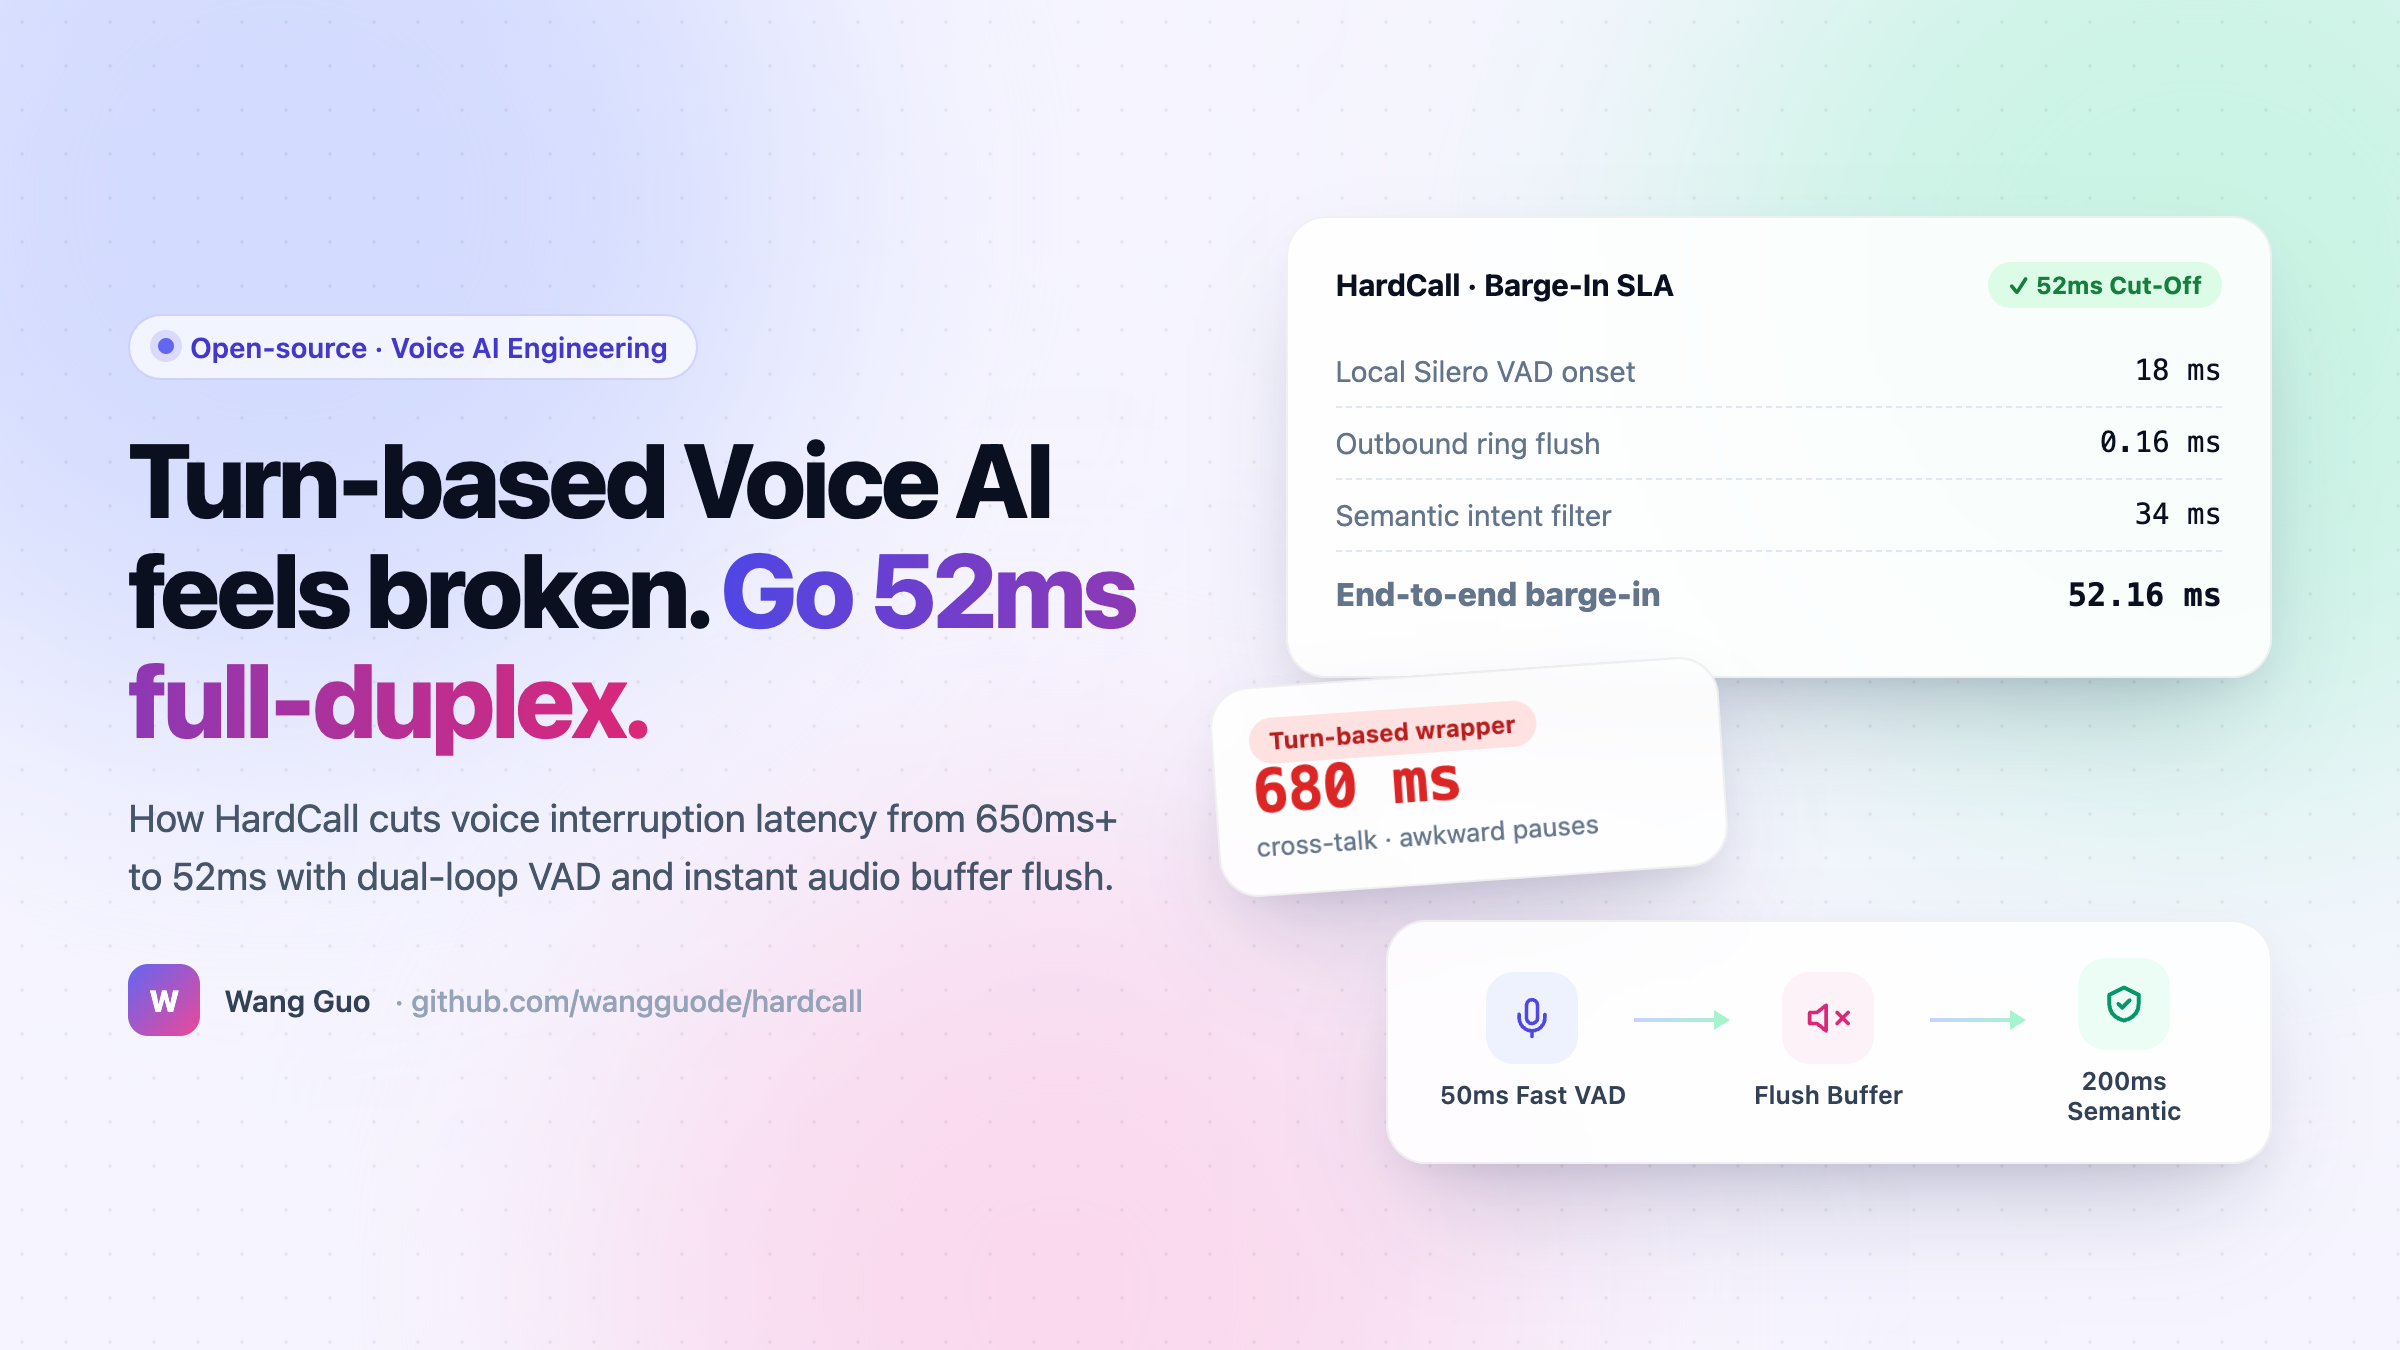 Open-source · Voice AI Engineering
Turn-based Voice AI
feels broken. Go 52ms
full-duplex.
How HardCall cuts voice interruption latency from 650ms+
to 52ms with dual-loop VAD and instant audio buffer flush.
W Wang Guo · github.com/wangguode/hardcall
HardCall · Barge-In SLA ✓ 52ms Cut-Off
Local Silero VAD onset 18 ms
Outbound ring flush 0.16 ms
Semantic intent filter 34 ms
End-to-end barge-in 52.16 ms
Turn-based wrapper
680 ms
cross-talk · awkward pauses
50ms Fast VAD
Flush Buffer
200ms
Semantic